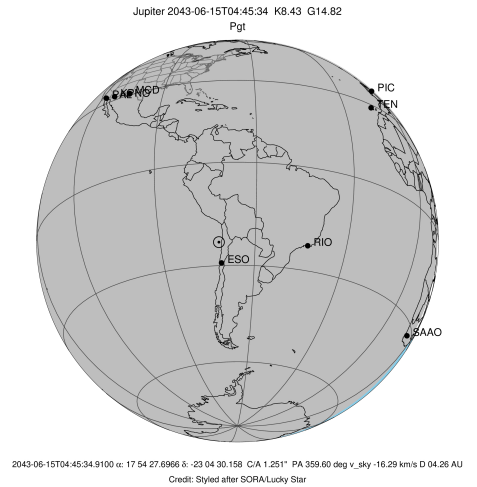 Jupiter 2043-06-15T04:45:34 K8.43 G14.82
Pgt
PIC
TEN
MCD
RIO
ESO
SAAO
2043-06-15T04:45:34.9100 α: 17 54 27.6966 δ: -23 04 30.158 C/A 1.251" PA 359.60 deg v_sky -16.29 km/s D 04.26 AU
Credit: Styled after SORA/Lucky Star